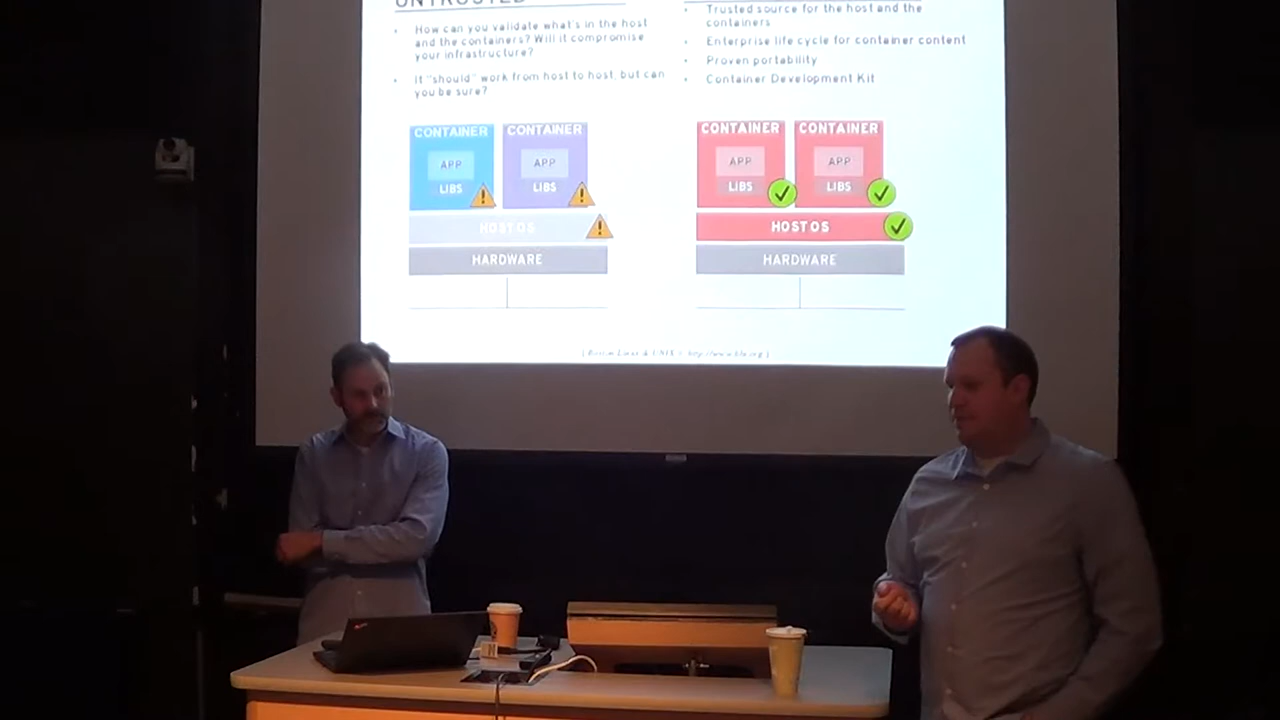 UNTRUSTED
• How can you validate what's in the host
and the containers? Will it compromise
your infrastructure?
• It "should" work from host to host, but can
you be sure?
• Trusted source for the host and the
containers
• Enterprise life cycle for container content
• Proven portability
• Container Development Kit
CONTAINER
APP
LIBS
CONTAINER
APP
LIBS
HOST OS
HARDWARE
CONTAINER
APP
LIBS
CONTAINER
APP
LIBS
HOST OS
HARDWARE